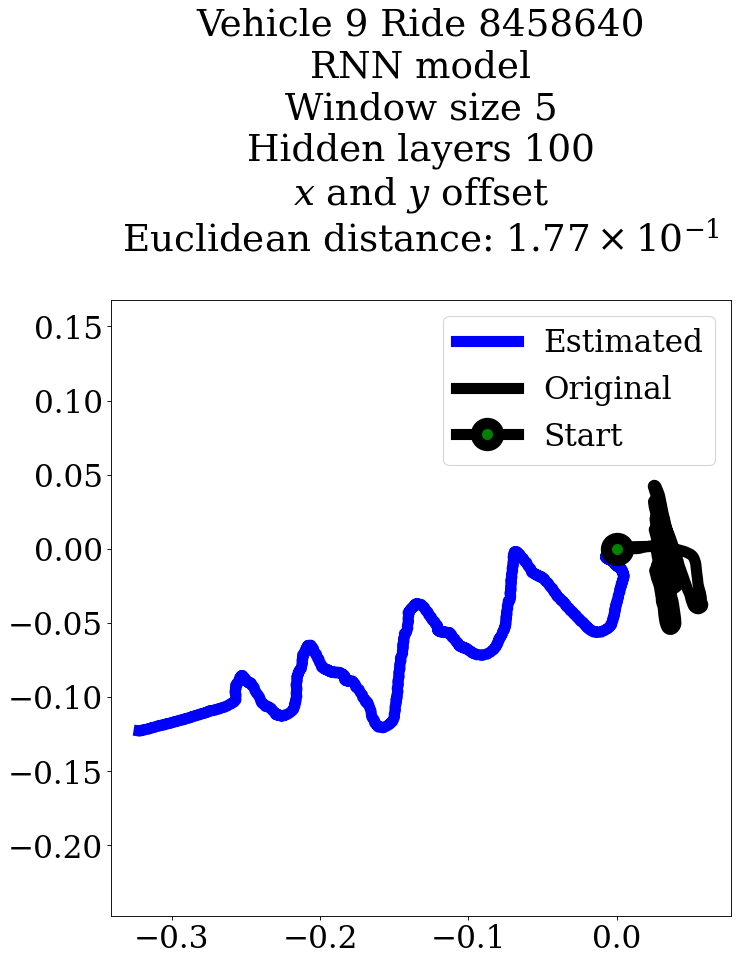 Vehicle 9 Ride 8458640
RNN model
Window size 5
Hidden layers 100
x and y offset
Euclidean distance: 1.77 × 10⁻¹
Estimated
Original
Start
0.15
0.10
0.05
0.00
−0.05
−0.10
−0.15
−0.20
−0.3 −0.2 −0.1 0.0